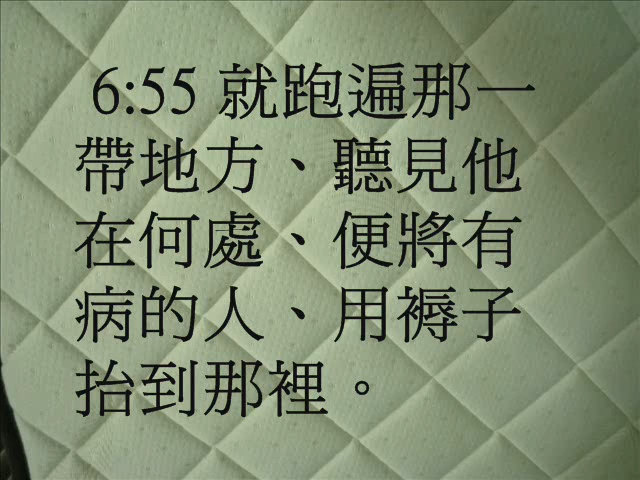 6:55 就跑遍那一
帶地方、聽見他
在何處、便將有
病的人、用褥子
抬到那裡。